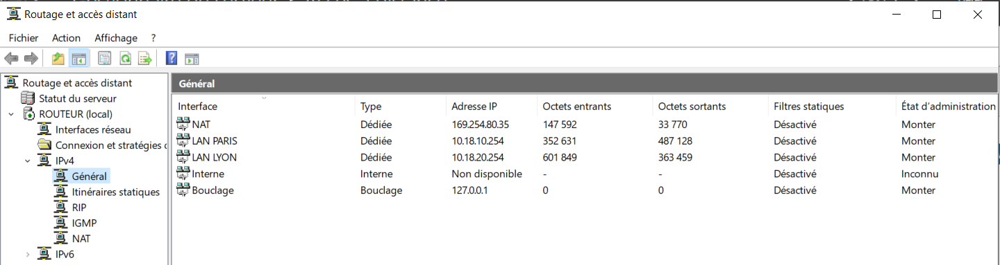 Routage et accès distant
Fichier Action Affichage ?
Routage et accès distant
Statut du serveur
ROUTEUR (local)
Interfaces réseau
Connexion et stratégies
IPv4
Général
Itinéraires statiques
RIP
IGMP
NAT
IPv6
Général
Interface Type Adresse IP Octets entrants Octets sortants Filtres statiques État d'administration
NAT Dédiée 169.254.80.35 147 592 33 770 Désactivé Monter
LAN PARIS Dédiée 10.18.10.254 352 631 487 128 Désactivé Monter
LAN LYON Dédiée 10.18.20.254 601 849 363 459 Désactivé Monter
Interne Interne Non disponible - - Désactivé Inconnu
Bouclage Bouclage 127.0.0.1 0 0 Désactivé Monter